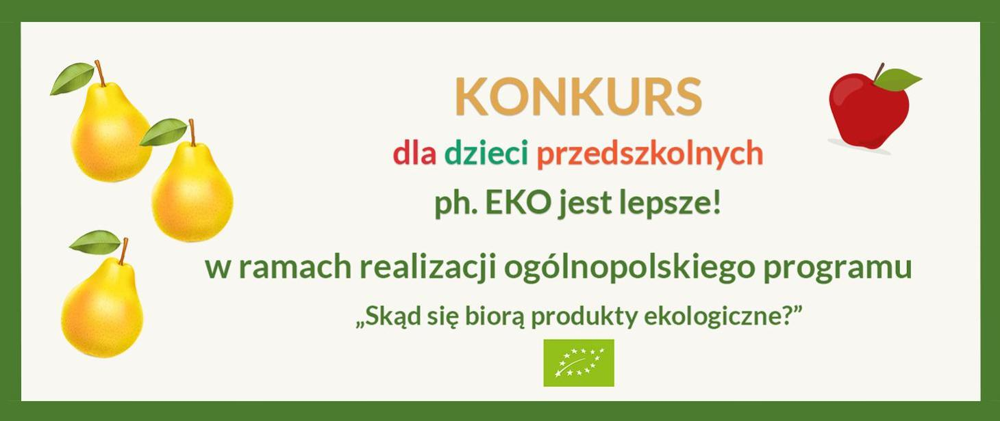 KONKURS
dla dzieci przedszkolnych
ph. EKO jest lepsze!
w ramach realizacji ogólnopolskiego programu
„Skąd się biorą produkty ekologiczne?”